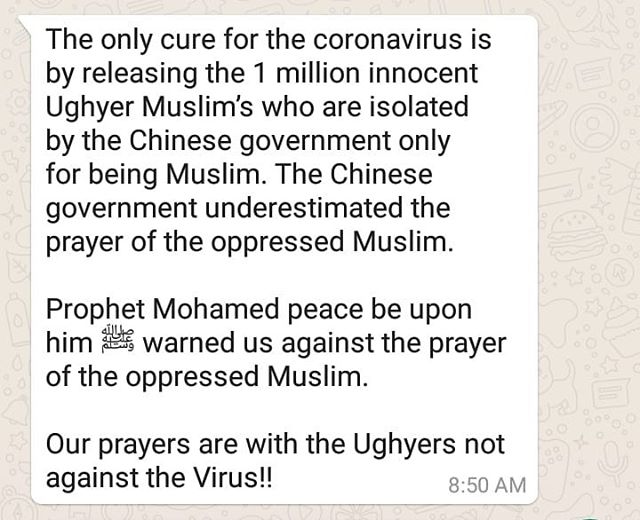 The only cure for the coronavirus is
by releasing the 1 million innocent
Ughyer Muslim's who are isolated
by the Chinese government only
for being Muslim. The Chinese
government underestimated the
prayer of the oppressed Muslim.
Prophet Mohamed peace be upon
him ﷺ warned us against the prayer
of the oppressed Muslim.
Our prayers are with the Ughyers not
against the Virus!!
8:50 AM